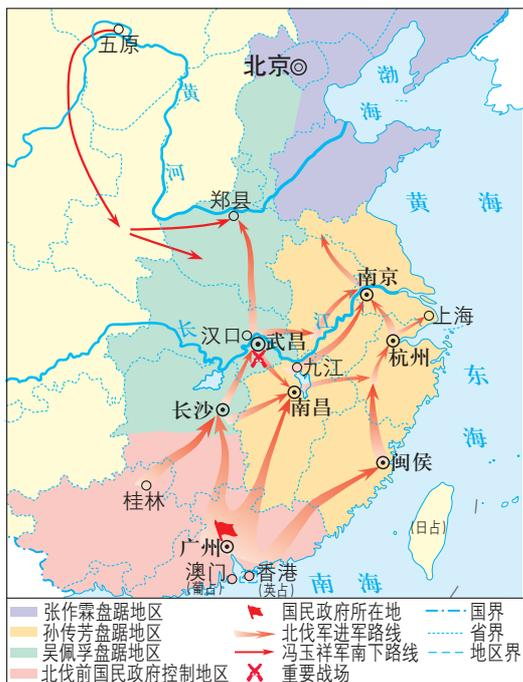 五原
北京
渤
海
黄
河
郑县
黄 海
南京
上海
长
江
汉口
武昌
九江
杭州
东
海
长沙
南昌
桂林
闽侯
(日占)
广州
澳门
(葡占)
香港
(英占)
南 海
张作霖盘踞地区
孙传芳盘踞地区
吴佩孚盘踞地区
北伐前国民政府控制地区
国民政府所在地
北伐军进军路线
冯玉祥军南下路线
重要战场
国界
省界
地区界